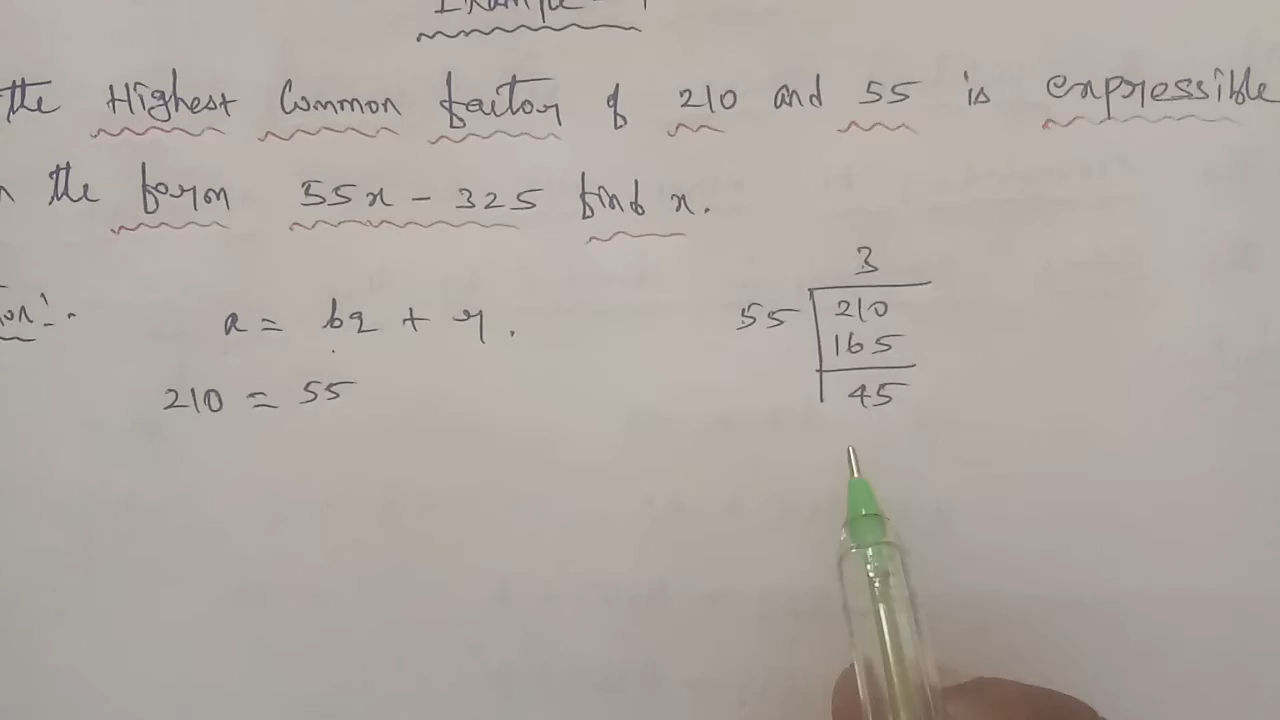 Example -
the Highest Common factor of 210 and 55 is expressible
the form 55x - 325 find x.
a = bq + r.
210 = 55
3
55
210
165
45